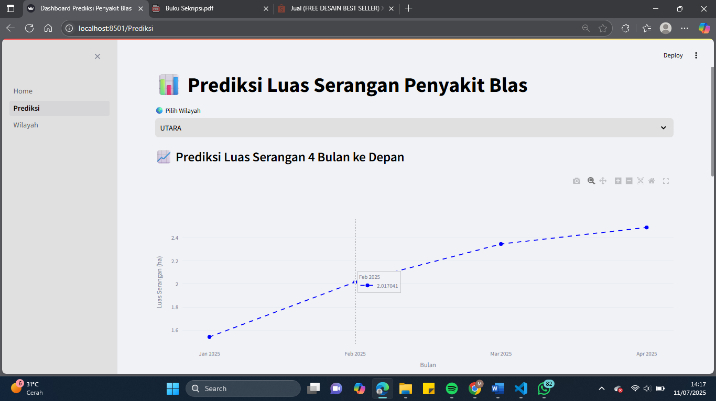 Dashboard Prediksi Penyakit Blas
Buku Sekripsi.pdf
Jual (FREE DESAIN BEST SELLER)
localhost:8501/Prediksi
Deploy
Home
Prediksi
Wilayah
Prediksi Luas Serangan Penyakit Blas
Pilih Wilayah
UTARA
Prediksi Luas Serangan 4 Bulan ke Depan
Luas Serangan (ha)
2.4
2.2
2
1.8
1.6
Feb 2025
2.017941
Jan 2025
Feb 2025
Mar 2025
Apr 2025
Bulan
31°C
Cerah
Search
14:17
11/07/2025